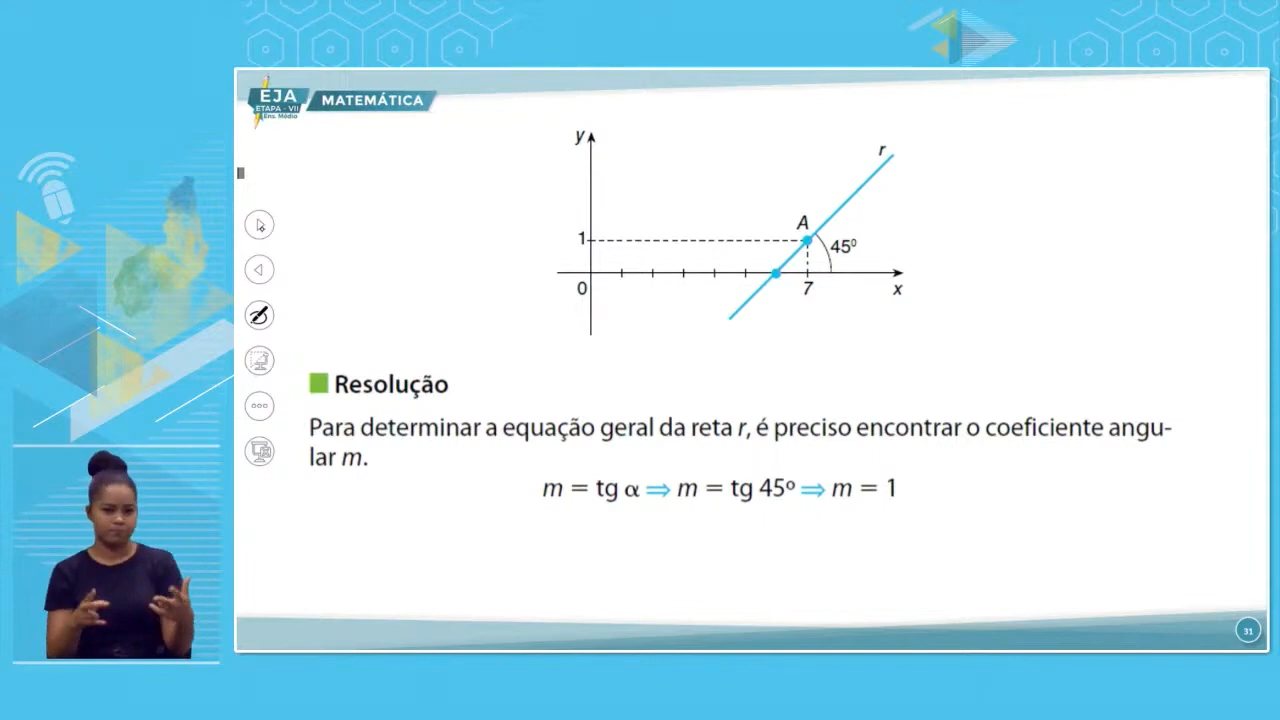 EJA
ETAPA - VII
Ens. Médio
MATEMÁTICA
y
r
A
1
45º
0
7
x
Resolução
Para determinar a equação geral da reta r, é preciso encontrar o coeficiente angu-
lar m.
m = tg α ⇒ m = tg 45º ⇒ m = 1
31